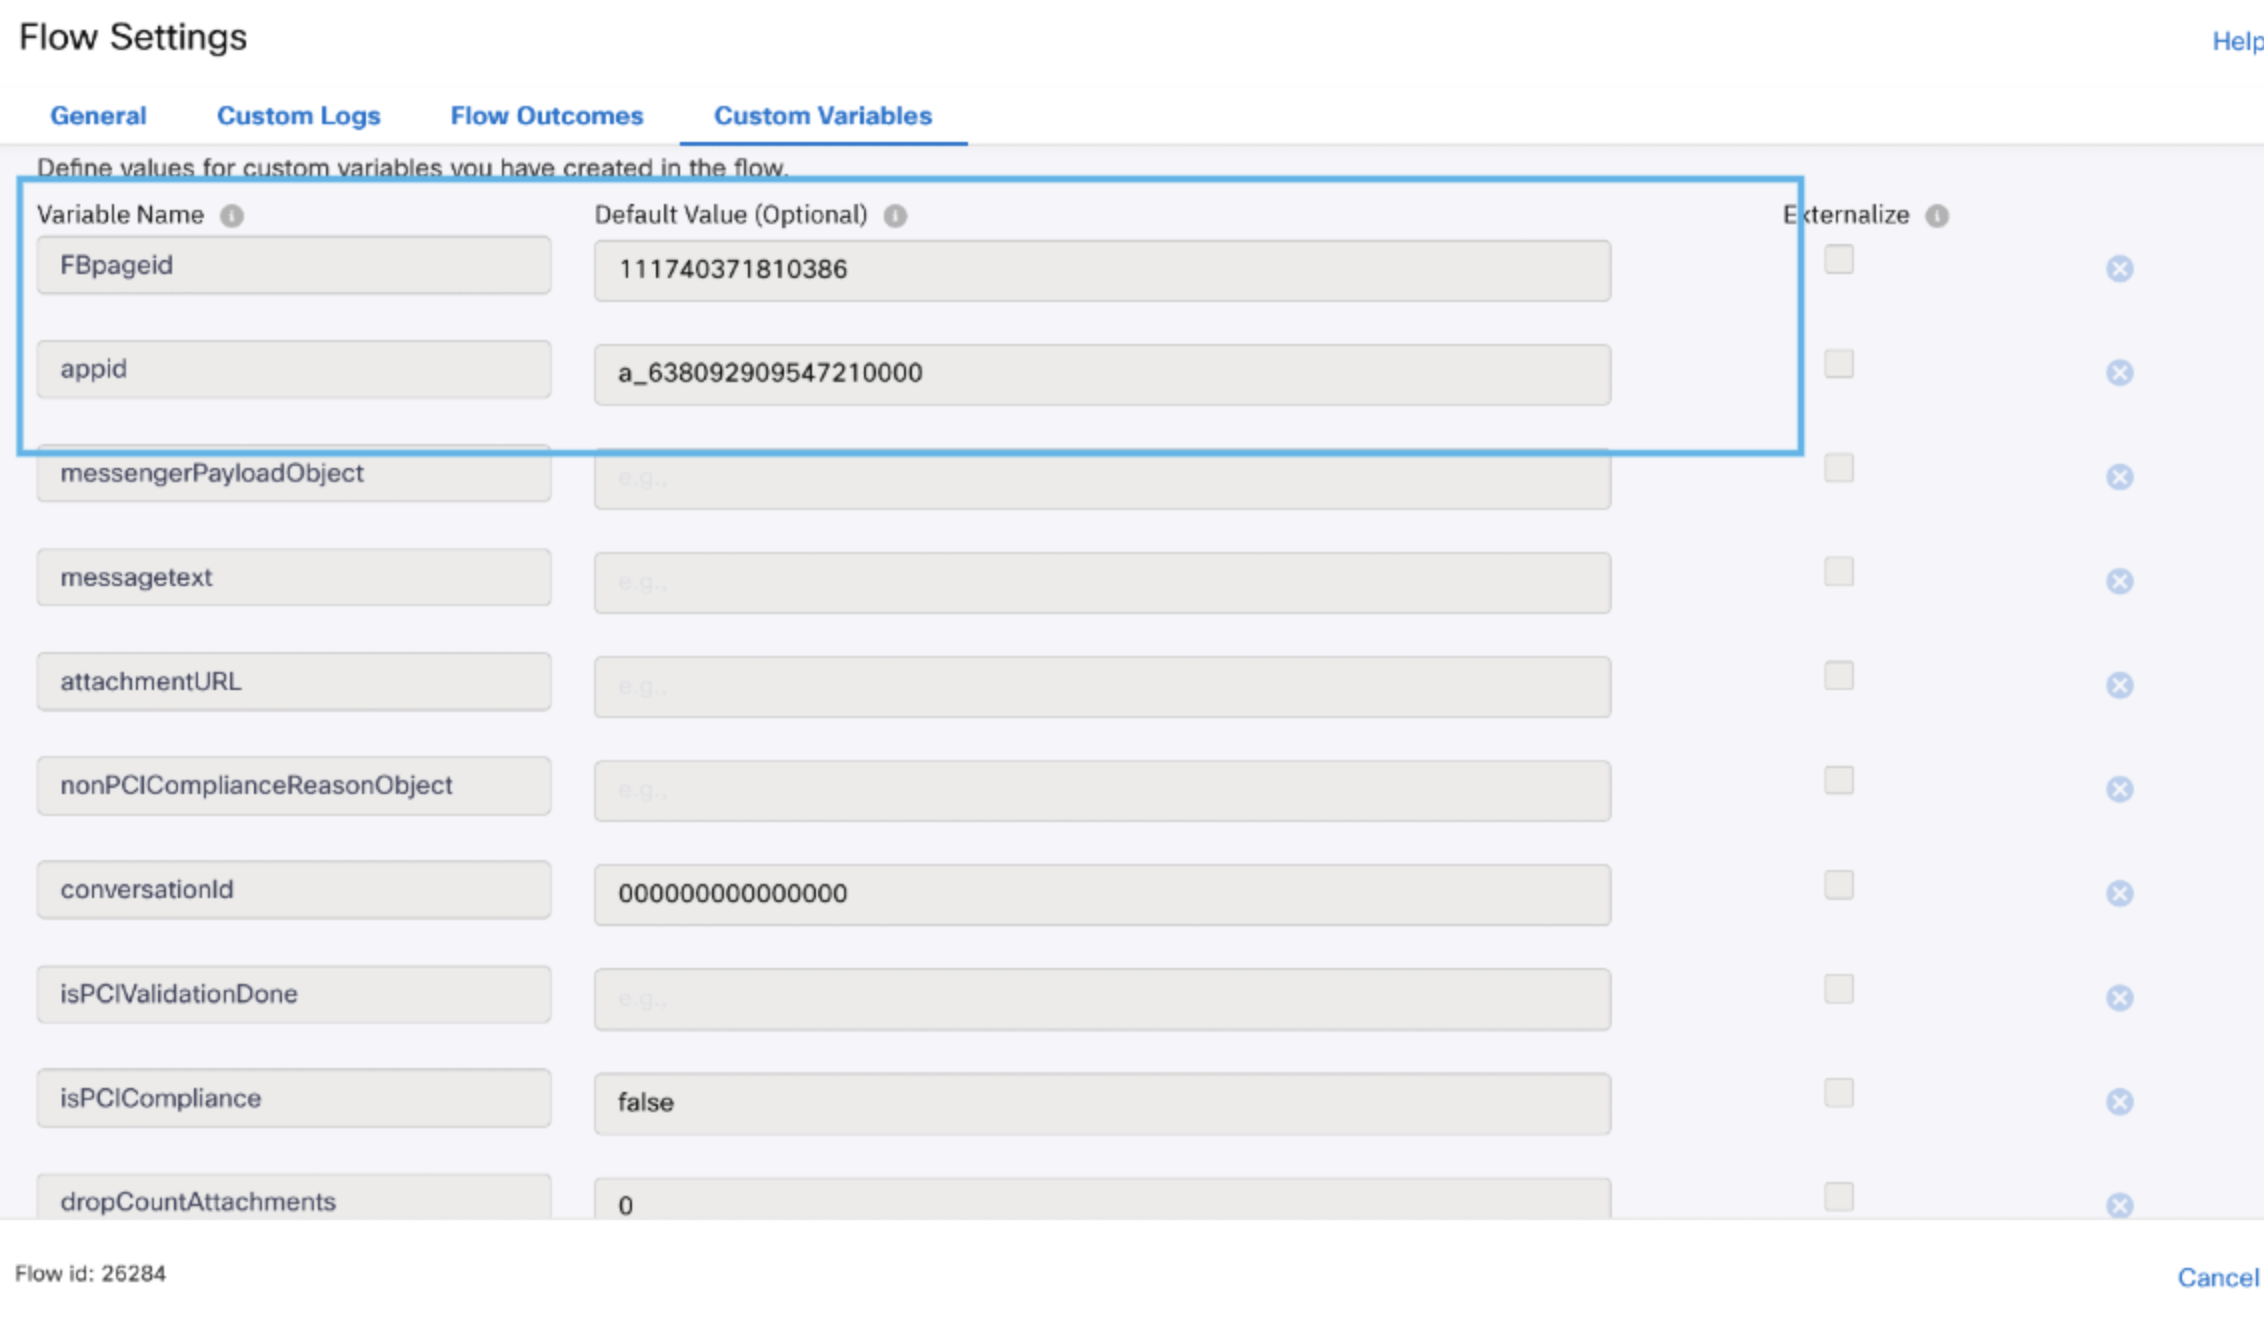 Flow Settings
Help
General Custom Logs Flow Outcomes Custom Variables
Define values for custom variables you have created in the flow.
Variable Name Default Value (Optional) Externalize
FBpageid 111740371810386
appid a_638092909547210000
messengerPayloadObject e.g.,
messagetext e.g.,
attachmentURL e.g.,
nonPCIComplianceReasonObject e.g.,
conversationId 000000000000000
isPCIValidationDone e.g.,
isPCICompliance false
dropCountAttachments 0
Flow id: 26284
Cancel